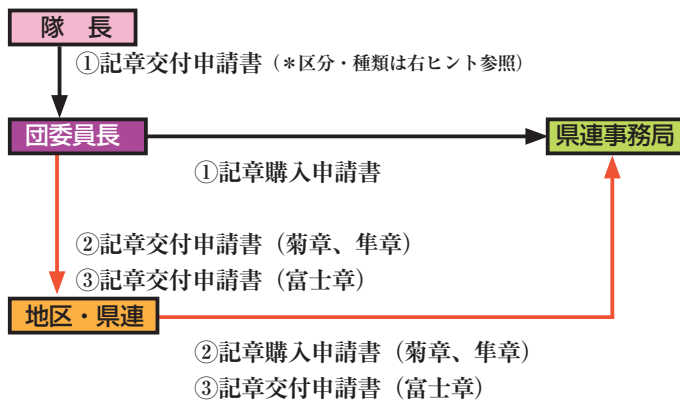 隊　長
①記章交付申請書（＊区分・種類は右ヒント参照）
団委員長
県連事務局
①記章購入申請書
②記章交付申請書（菊章、隼章）
③記章交付申請書（富士章）
地区・県連
②記章購入申請書（菊章、隼章）
③記章交付申請書（富士章）